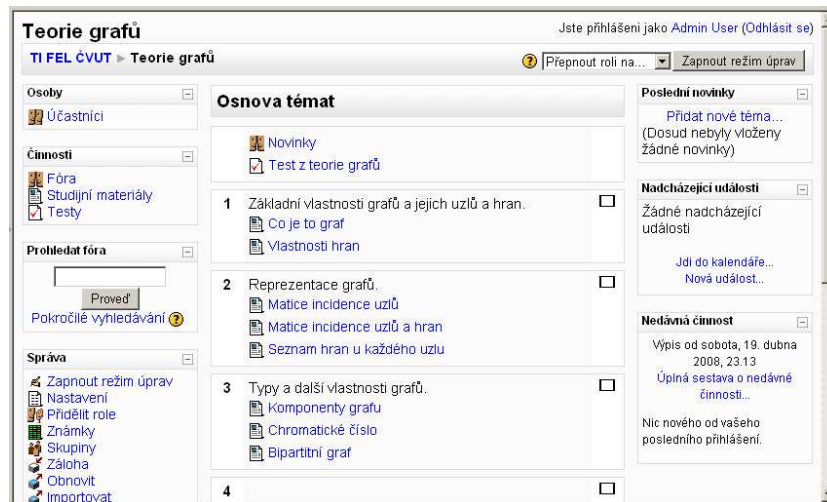 Teorie grafů
Jste přihlášeni jako Admin User (Odhlásit se)
TI FEL ČVUT ► Teorie grafů
Přepnout roli na...
Zapnout režim úprav
Osoby
Účastníci
Činnosti
Fóra
Studijní materiály
Testy
Prohledat fóra
Proveď
Pokročilé vyhledávání
Správa
Zapnout režim úprav
Nastavení
Přidělit role
Známky
Skupiny
Záloha
Obnovit
Importovat
Osnova témat
Novinky
Test z teorie grafů
1 Základní vlastnosti grafů a jejich uzlů a hran.
Co je to graf
Vlastnosti hran
2 Reprezentace grafů.
Matice incidence uzlů
Matice incidence uzlů a hran
Seznam hran u každého uzlu
3 Typy a další vlastnosti grafů.
Komponenty grafu
Chromatické číslo
Bipartitní graf
4
Poslední novinky
Přidat nové téma...
(Dosud nebyly vloženy
žádné novinky)
Nadcházející události
Žádné nadcházející
události
Jdi do kalendáře...
Nová událost...
Nedávná činnost
Výpis od sobota, 19. dubna
2008, 23.13
Úplná sestava o nedávné
činnosti...
Nic nového od vašeho
posledního přihlášení.